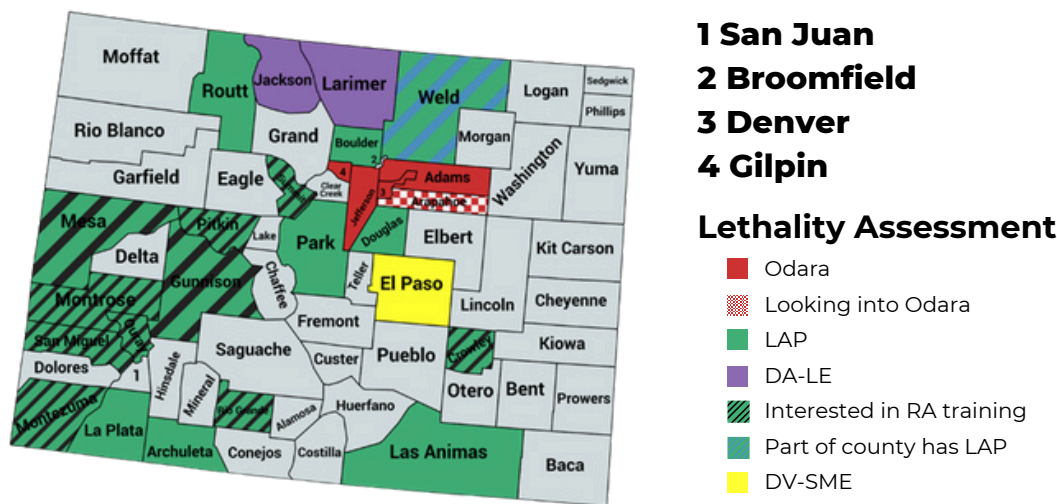 1 San Juan
2 Broomfield
3 Denver
4 Gilpin
Lethality Assessment
Odara
Looking into Odara
LAP
DA-LE
Interested in RA training
Part of county has LAP
DV-SME
Moffat
Routt
Jackson
Larimer
Weld
Logan
Sedgwick
Phillips
Rio Blanco
Grand
Boulder
Morgan
Washington
Yuma
2
Garfield
Eagle
Summit
Clear
Creek
4
Jefferson
3
Adams
Arapahoe
Mesa
Pitkin
Lake
Park
Douglas
Elbert
Kit Carson
Delta
Gunnison
Chaffee
Teller
El Paso
Lincoln
Cheyenne
Montrose
Fremont
Kiowa
San Miguel
Ouray
Saguache
Custer
Pueblo
Crowley
Dolores
1
Hinsdale
Mineral
Otero
Bent
Prowers
Montezuma
La Plata
Rio Grande
Alamosa
Huerfano
Archuleta
Conejos
Costilla
Las Animas
Baca